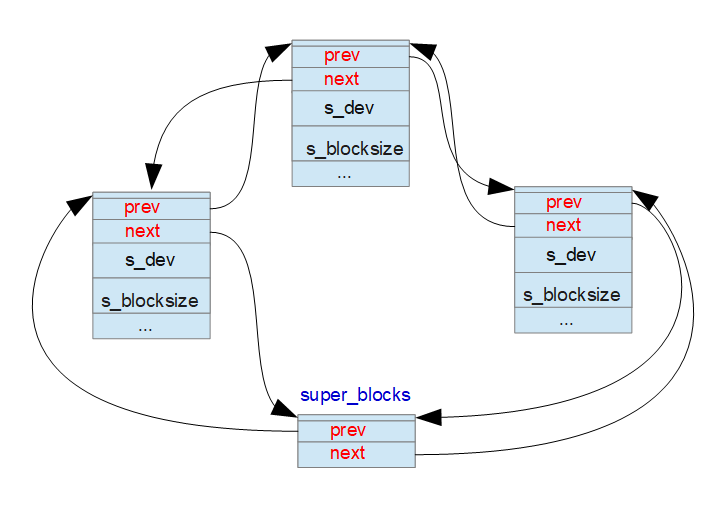 prev
next
s_dev
s_blocksize
...
prev
next
s_dev
s_blocksize
...
prev
next
s_dev
s_blocksize
...
super_blocks
prev
next